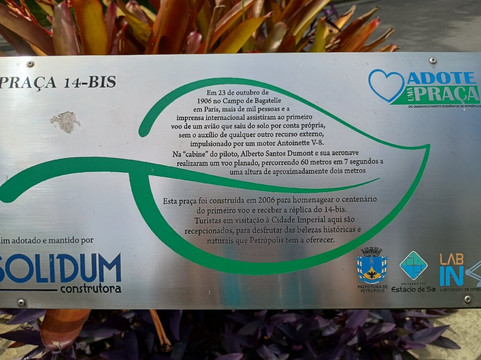 PRAÇA 14-BIS
ADOTE
UMA
PRAÇA
Em 23 de outubro de
1906 no Campo de Bagatelle
em Paris, mais de mil pessoas e a
imprensa internacional assistiram ao primeiro
voo de um avião que saiu do solo por conta própria,
sem o auxílio de qualquer outro recurso externo,
impulsionado por um motor Antoinette V-8.
Na "cabine" do piloto, Alberto Santos Dumont e sua aeronave
realizaram um voo planado, percorrendo 60 metros em 7 segundos a
uma altura de aproximadamente dois metros
Esta praça foi construída em 2006 para homenagear o centenário
do primeiro voo e receber a réplica do 14-bis.
Turistas em visitação à Cidade Imperial aqui são
recepcionados, para desfrutar das belezas históricas e
naturais que Petrópolis tem a oferecer.
im adotado e mantido por
SOLIDUM
construtora
PREFEITURA DE
PETRÓPOLIS
Estácio de Sá
LAB
IN